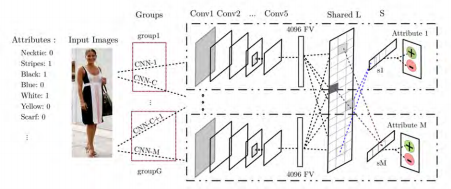 Groups
Conv1 Conv2 ... Conv5
Shared L
S
Attributes :
Input Images
group1
4096 FV
Attribute 1
Necktie: 0
Stripes: 1
Black: 1
Blue: 0
White: 1
Yellow: 0
Scarf: 0
⋮
CNN-1
CNN-C
s1
+
-
...
CNN-C+1
CNN-M
groupG
4096 FV
sM
Attribute M
+
-